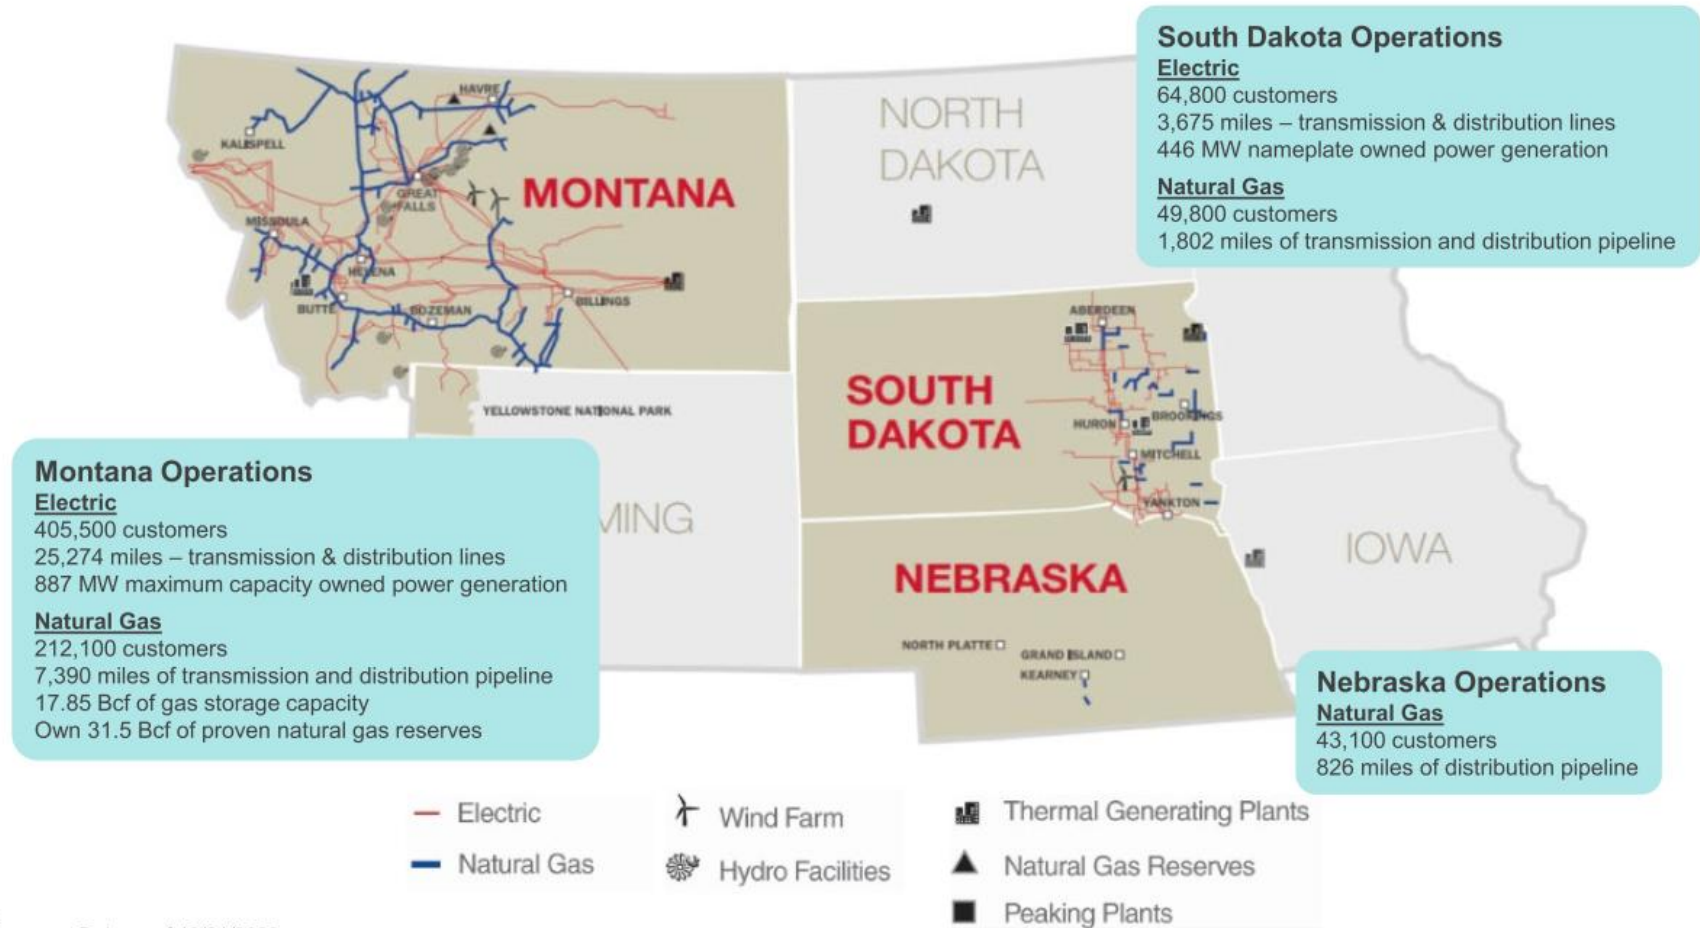 South Dakota Operations
Electric
64,800 customers
3,675 miles – transmission & distribution lines
446 MW nameplate owned power generation
Natural Gas
49,800 customers
1,802 miles of transmission and distribution pipeline
NORTH
DAKOTA
HAVRE
KALISPELL
MONTANA
GREAT
FALLS
MISSOULA
HELENA
BUTTE
BOZEMAN
BILLINGS
YELLOWSTONE NATIONAL PARK
ABERDEEN
SOUTH
DAKOTA
HURON
BROOKINGS
MITCHELL
YANKTON
Montana Operations
Electric
405,500 customers
25,274 miles – transmission & distribution lines
887 MW maximum capacity owned power generation
Natural Gas
212,100 customers
7,390 miles of transmission and distribution pipeline
17.85 Bcf of gas storage capacity
Own 31.5 Bcf of proven natural gas reserves
MING
IOWA
NEBRASKA
NORTH PLATTE
GRAND ISLAND
KEARNEY
Nebraska Operations
Natural Gas
43,100 customers
826 miles of distribution pipeline
Electric
Natural Gas
Wind Farm
Hydro Facilities
Thermal Generating Plants
Natural Gas Reserves
Peaking Plants